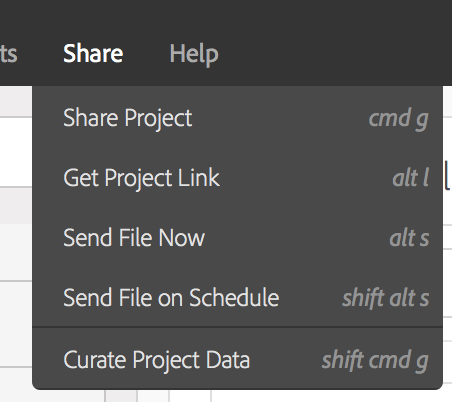 ts Share Help
Share Project cmd g
Get Project Link alt l
Send File Now alt s
Send File on Schedule shift alt s
Curate Project Data shift cmd g